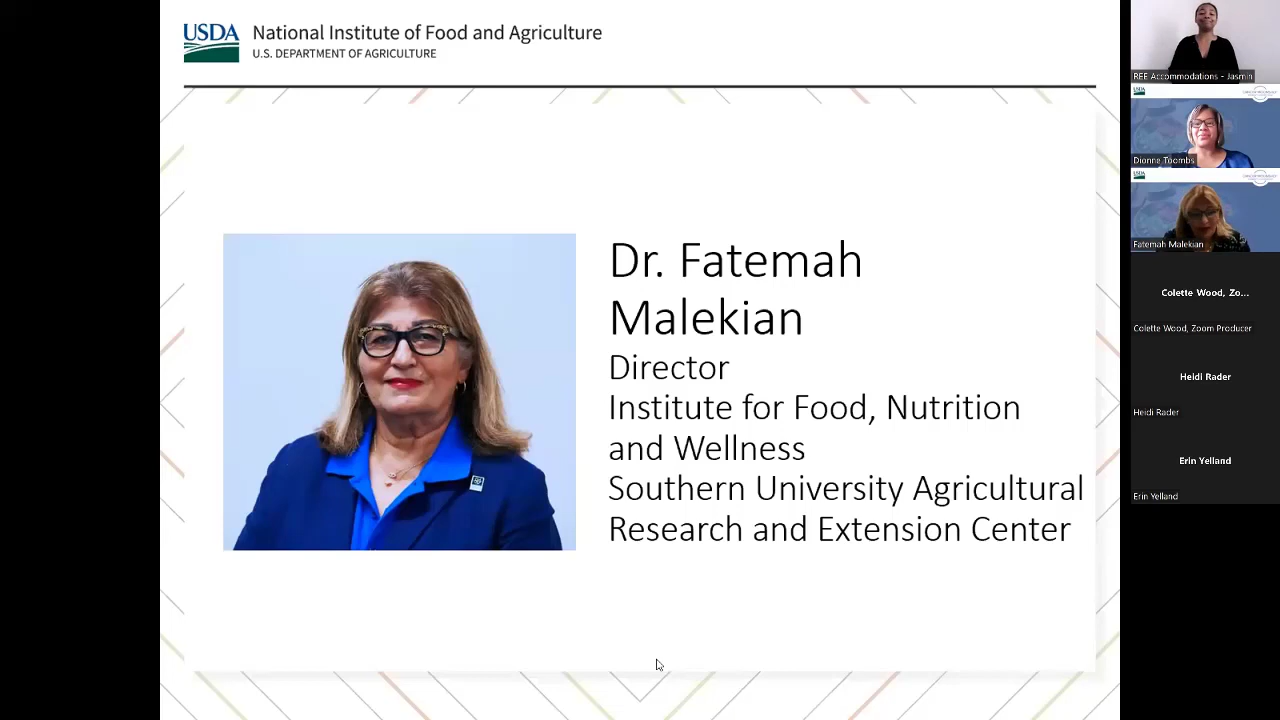 USDA
National Institute of Food and Agriculture
U.S. DEPARTMENT OF AGRICULTURE
Dr. Fatemah
Malekian
Director
Institute for Food, Nutrition
and Wellness
Southern University Agricultural
Research and Extension Center
REE Accommodations - Jasmin
USDA
Dionne Toombs
USDA
Fatemah Malekian
Colette Wood, Zo...
Colette Wood, Zoom Producer
Heidi Rader
Heidi Rader
Erin Yelland
Erin Yelland